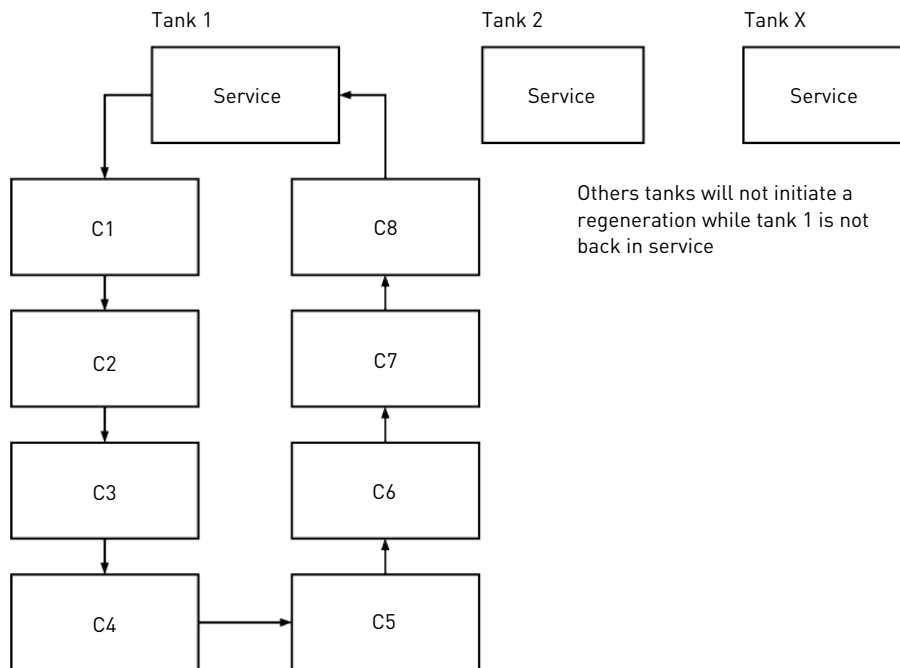 Tank 1
Tank 2
Tank X
Service
Service
Service
Others tanks will not initiate a
regeneration while tank 1 is not
back in service
C1
C8
C2
C7
C3
C6
C4
C5